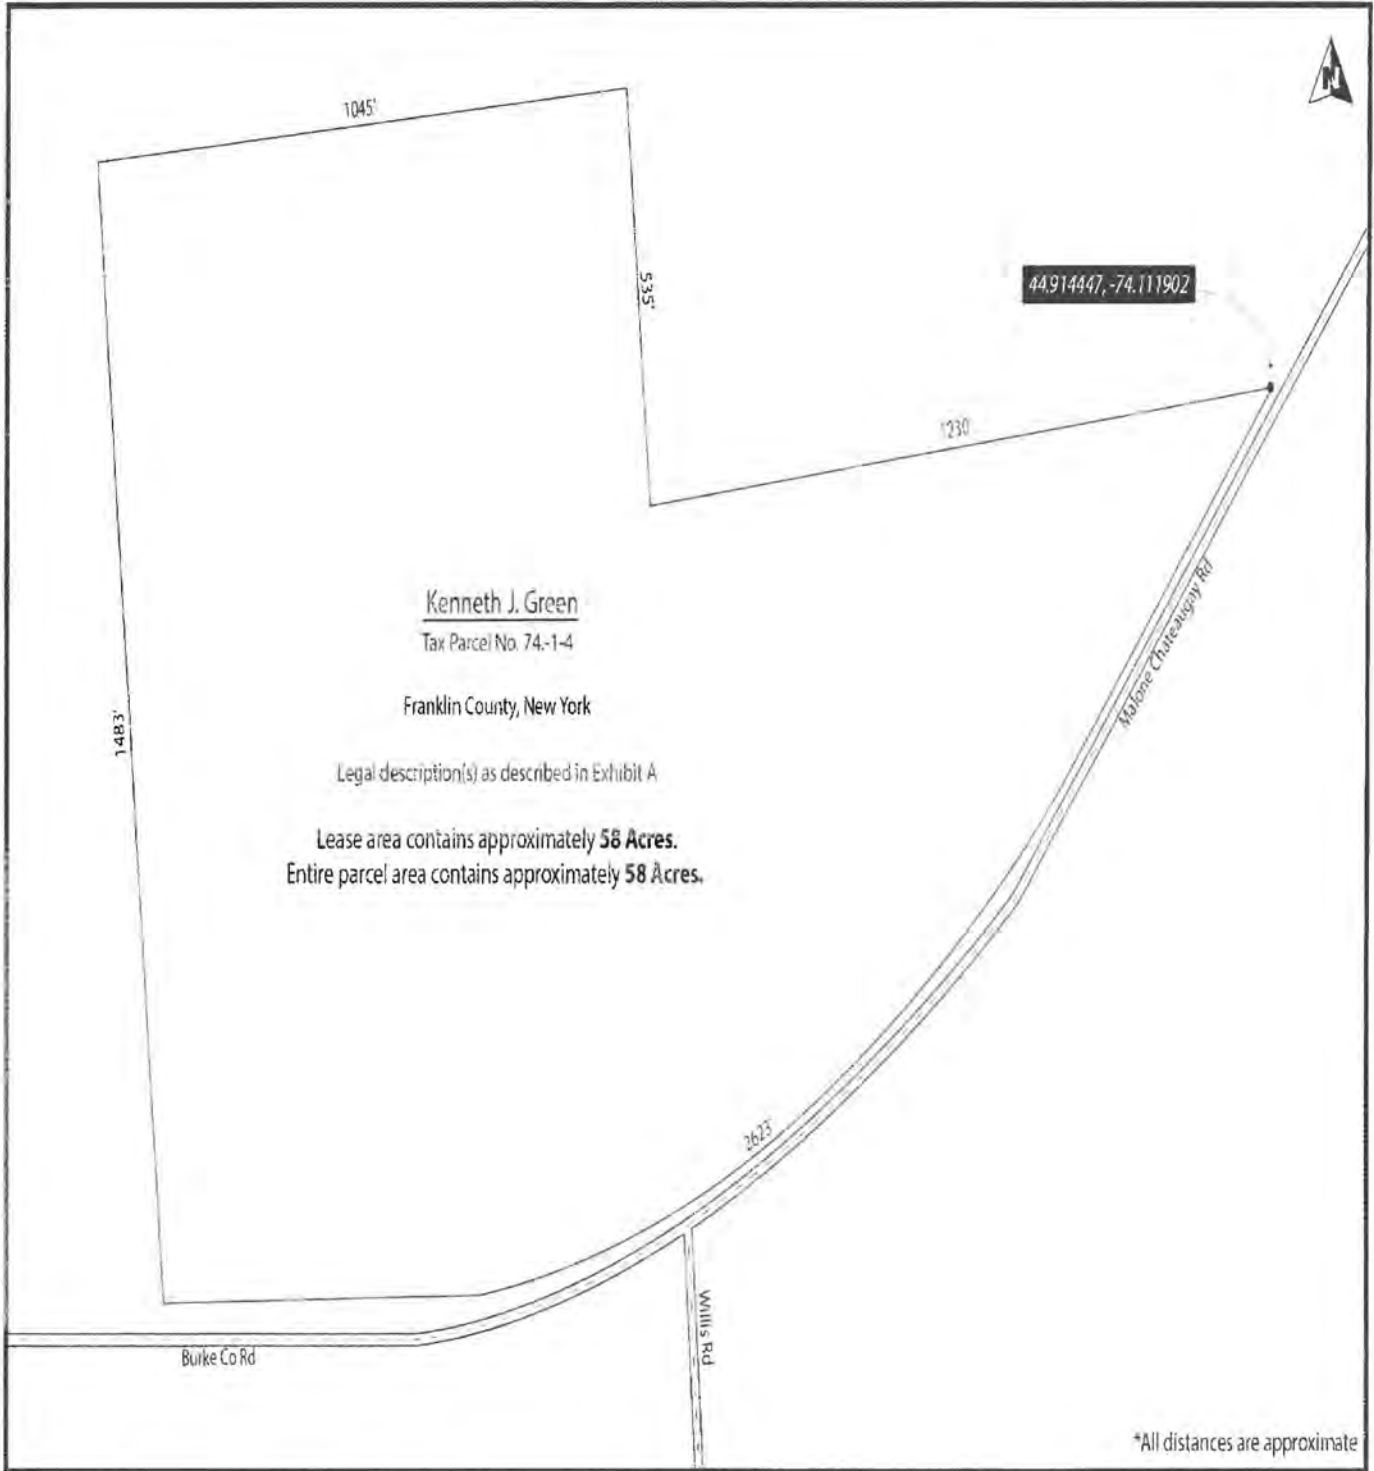 N
1045'
535'
44.914447, -74.111902
1230'
Kenneth J. Green
Tax Parcel No. 74.-1-4
Franklin County, New York
Malone Chateaugay Rd
1483'
Legal description(s) as described in Exhibit A
Lease area contains approximately 58 Acres.
Entire parcel area contains approximately 58 Acres.
2623'
Willis Rd
Burke Co Rd
*All distances are approximate